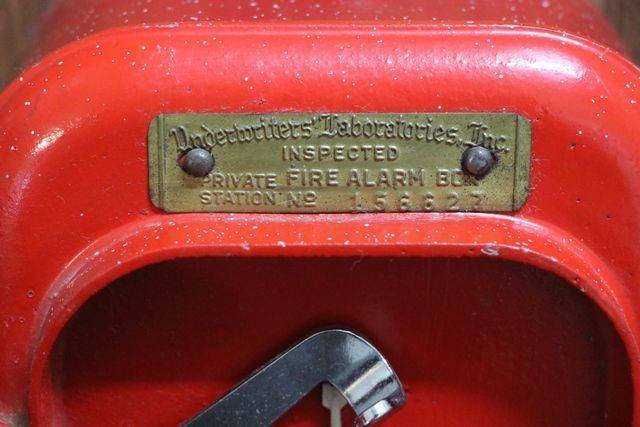 Underwriters' Laboratories, Inc.
INSPECTED
PRIVATE FIRE ALARM BOX
STATION Nº 156627